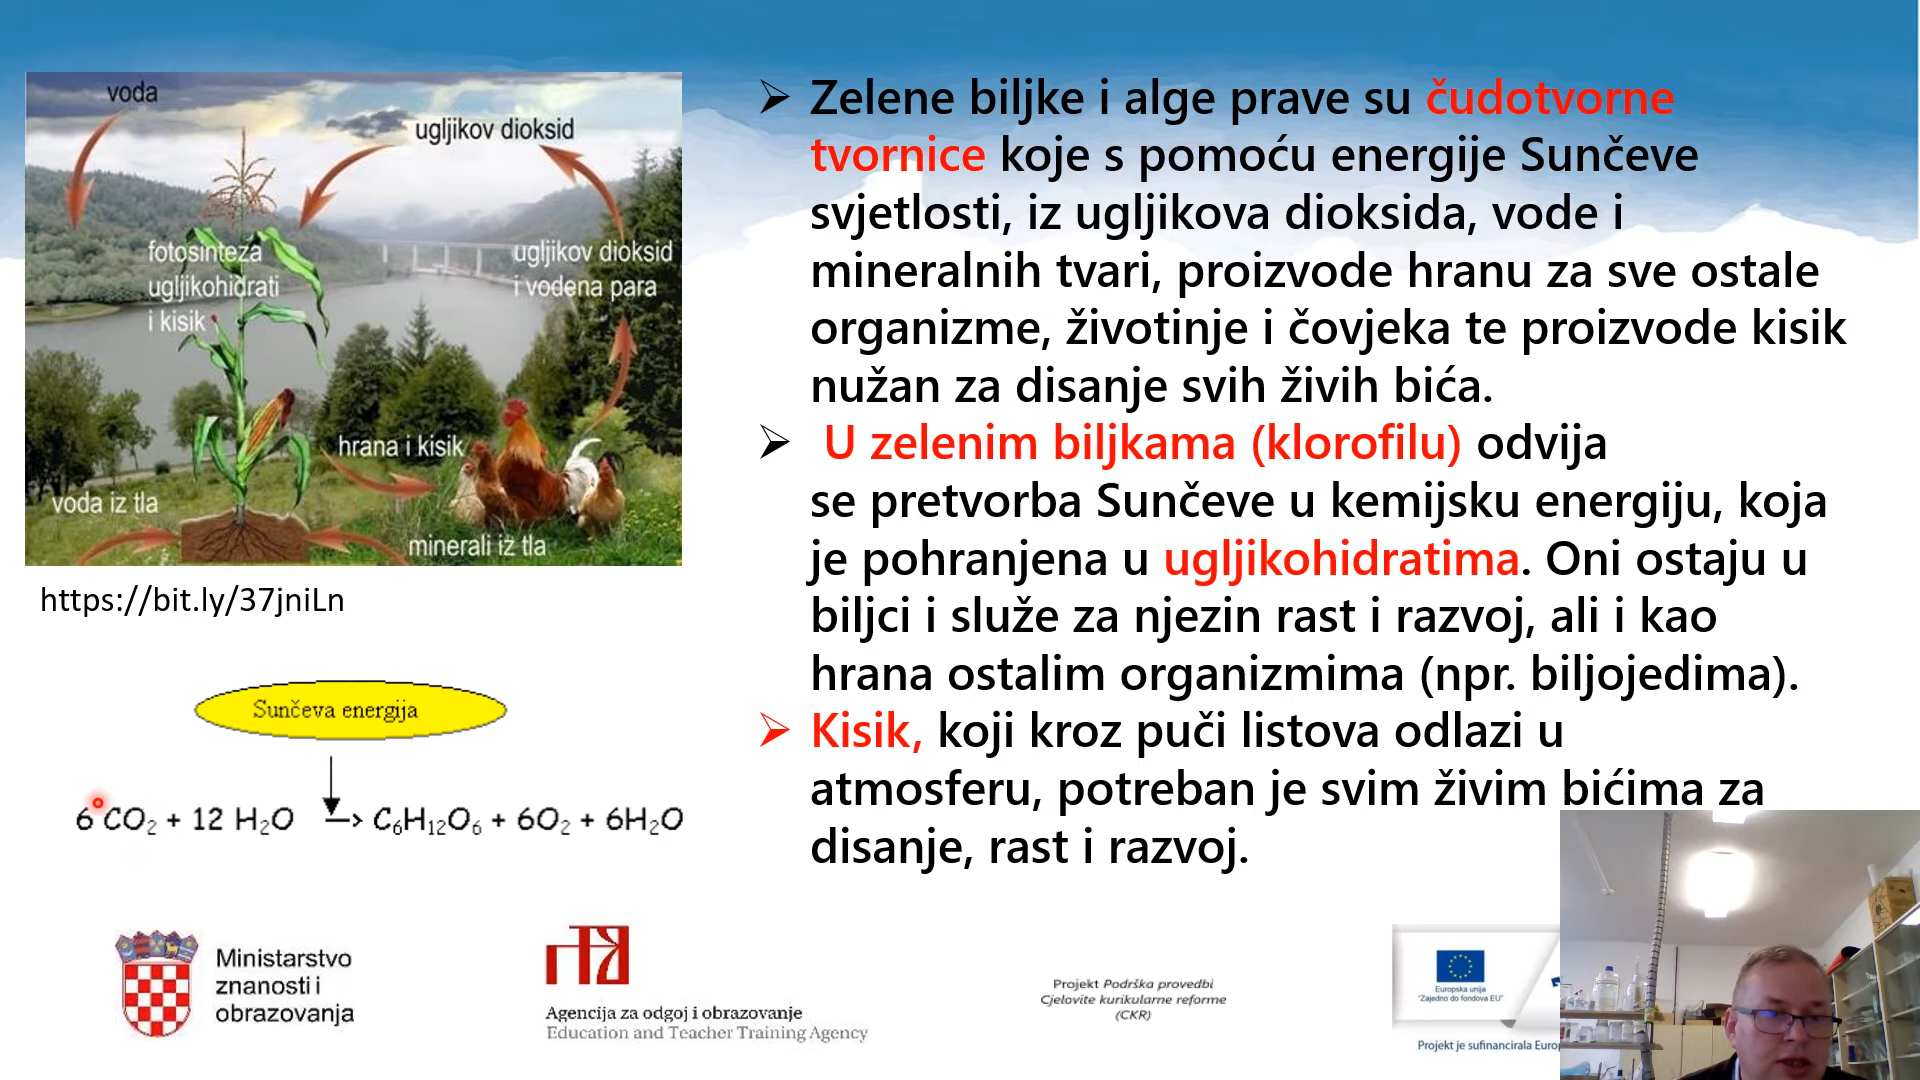 voda
ugljikov dioksid
fotosinteza
ugljikohidrati
i kisik
ugljikov dioksid
i vodena para
hrana i kisik
voda iz tla
minerali iz tla
https://bit.ly/37jniLn
Sunčeva energija
6 CO₂ + 12 H₂O —> C₆H₁₂O₆ + 6O₂ + 6H₂O
➢ Zelene biljke i alge prave su čudotvorne
tvornice koje s pomoću energije Sunčeve
svjetlosti, iz ugljikova dioksida, vode i
mineralnih tvari, proizvode hranu za sve ostale
organizme, životinje i čovjeka te proizvode kisik
nužan za disanje svih živih bića.
➢ U zelenim biljkama (klorofilu) odvija
se pretvorba Sunčeve u kemijsku energiju, koja
je pohranjena u ugljikohidratima. Oni ostaju u
biljci i služe za njezin rast i razvoj, ali i kao
hrana ostalim organizmima (npr. biljojedima).
➢ Kisik, koji kroz puči listova odlazi u
atmosferu, potreban je svim živim bićima za
disanje, rast i razvoj.
Ministarstvo
znanosti i
obrazovanja
Agencija za odgoj i obrazovanje
Education and Teacher Training Agency
Projekt Podrška provedbi
Cjelovite kurikularne reforme
(CKR)
Europska unija
"Zajedno do fondova EU"
Projekt je sufinancirala Europ